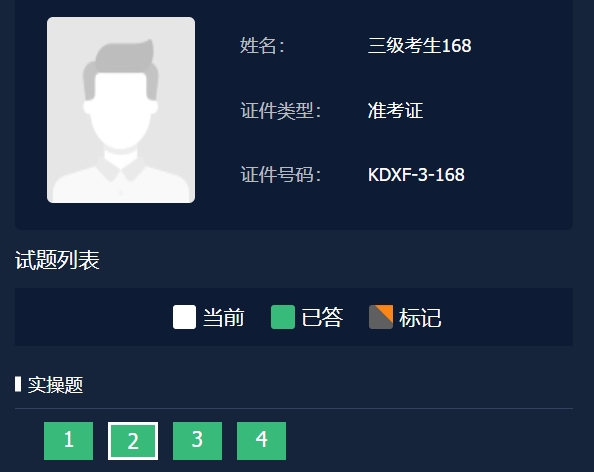 姓名： 三级考生168
证件类型： 准考证
证件号码： KDXF-3-168
试题列表
当前 已答 标记
实操题
1 2 3 4